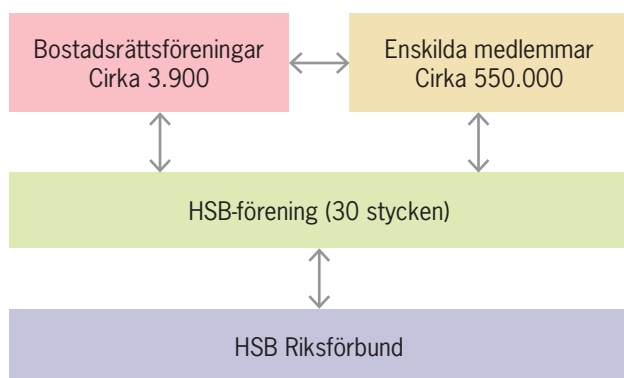 Bostadsrättsföreningar
Cirka 3.900
Enskilda medlemmar
Cirka 550.000
HSB-förening (30 stycken)
HSB Riksförbund